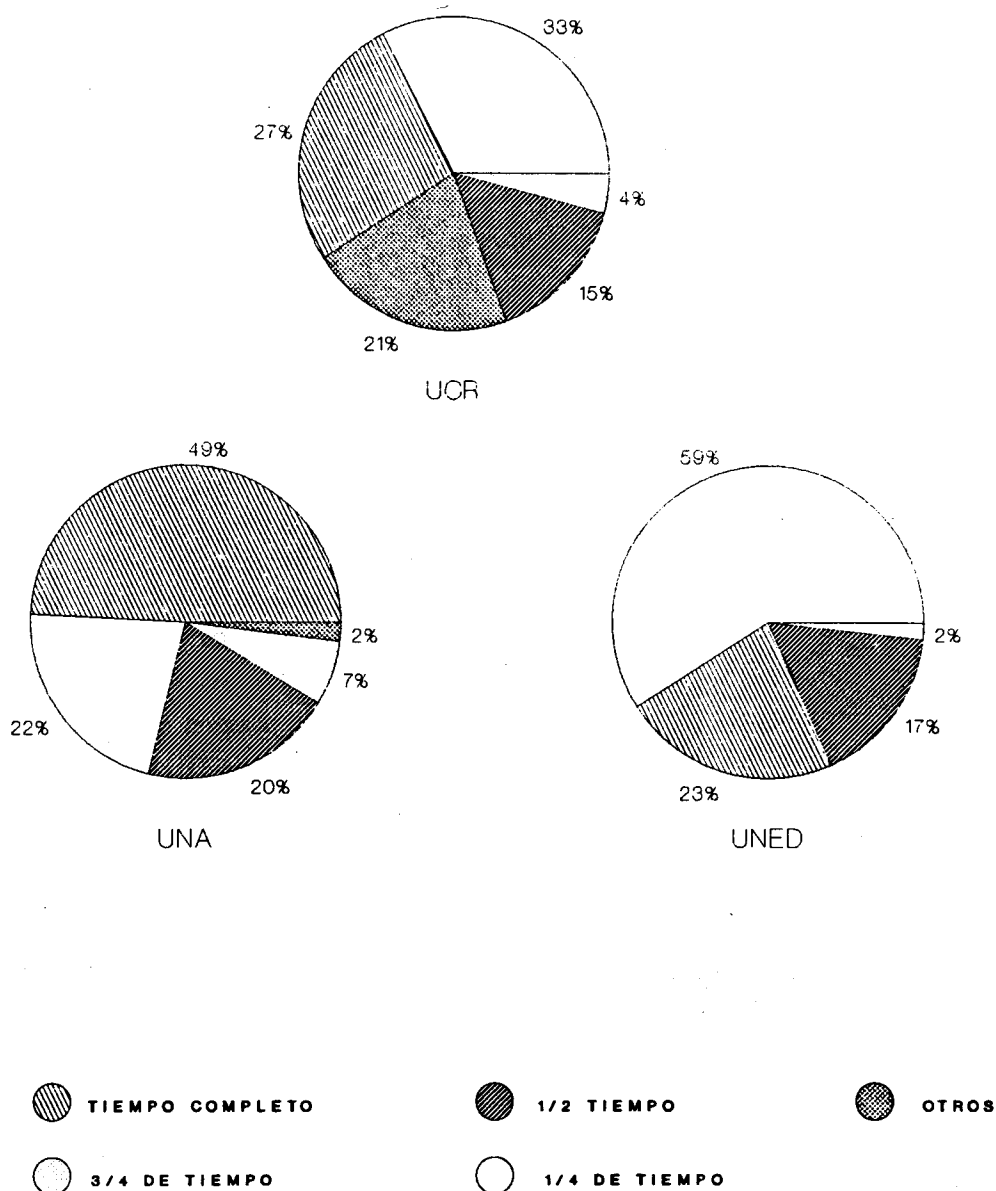 33%
27%
4%
15%
21%
UCR
49%
59%
2%
2%
7%
22%
17%
20%
23%
UNA
UNED
TIEMPO COMPLETO
1/2 TIEMPO
OTROS
3/4 DE TIEMPO
1/4 DE TIEMPO